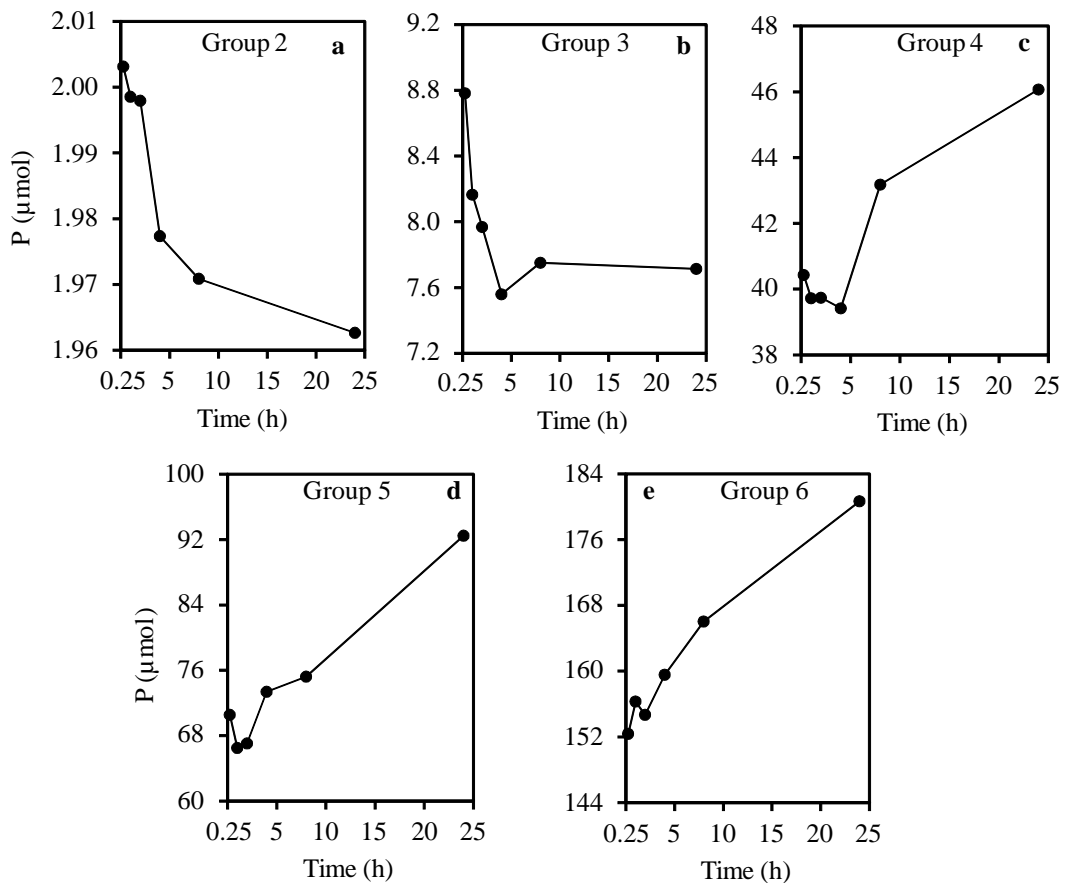 Group 2 a
2.01
2.00
1.99
1.98
1.97
1.96
P (µmol)
0.25 5 10 15 20 25
Time (h)
Group 3 b
9.2
8.8
8.4
8.0
7.6
7.2
0.25 5 10 15 20 25
Time (h)
Group 4 c
48
46
44
42
40
38
0.25 5 10 15 20 25
Time (h)
Group 5 d
100
92
84
76
68
60
P (µmol)
0.25 5 10 15 20 25
Time (h)
e Group 6
184
176
168
160
152
144
0.25 5 10 15 20 25
Time (h)